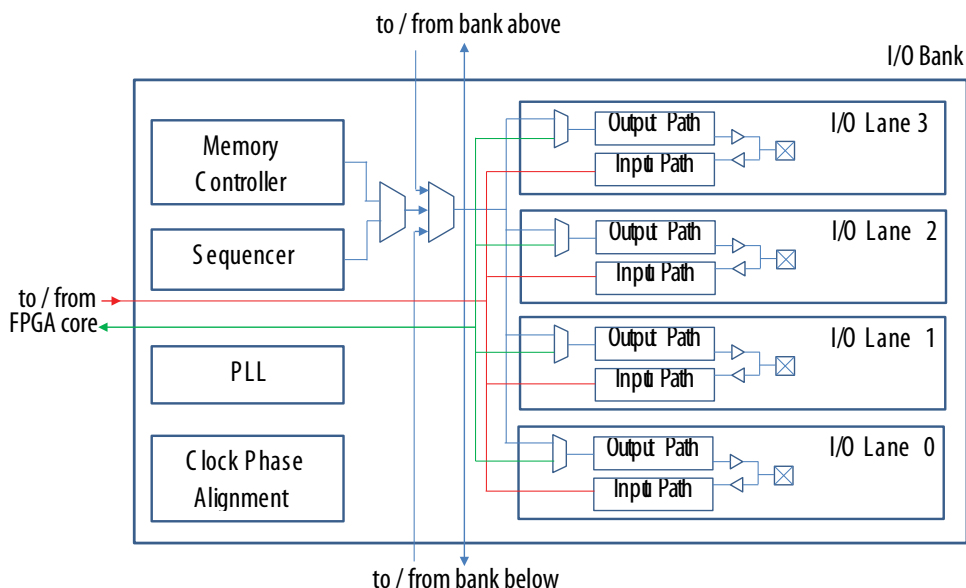 to / from bank above
I/O Bank
Memory
Controller
Sequencer
to / from
FPGA core
PLL
Clock Phase
Alignment
Output Path
Input Path
I/O Lane 3
Output Path
Input Path
I/O Lane 2
Output Path
Input Path
I/O Lane 1
Output Path
Input Path
I/O Lane 0
to / from bank below